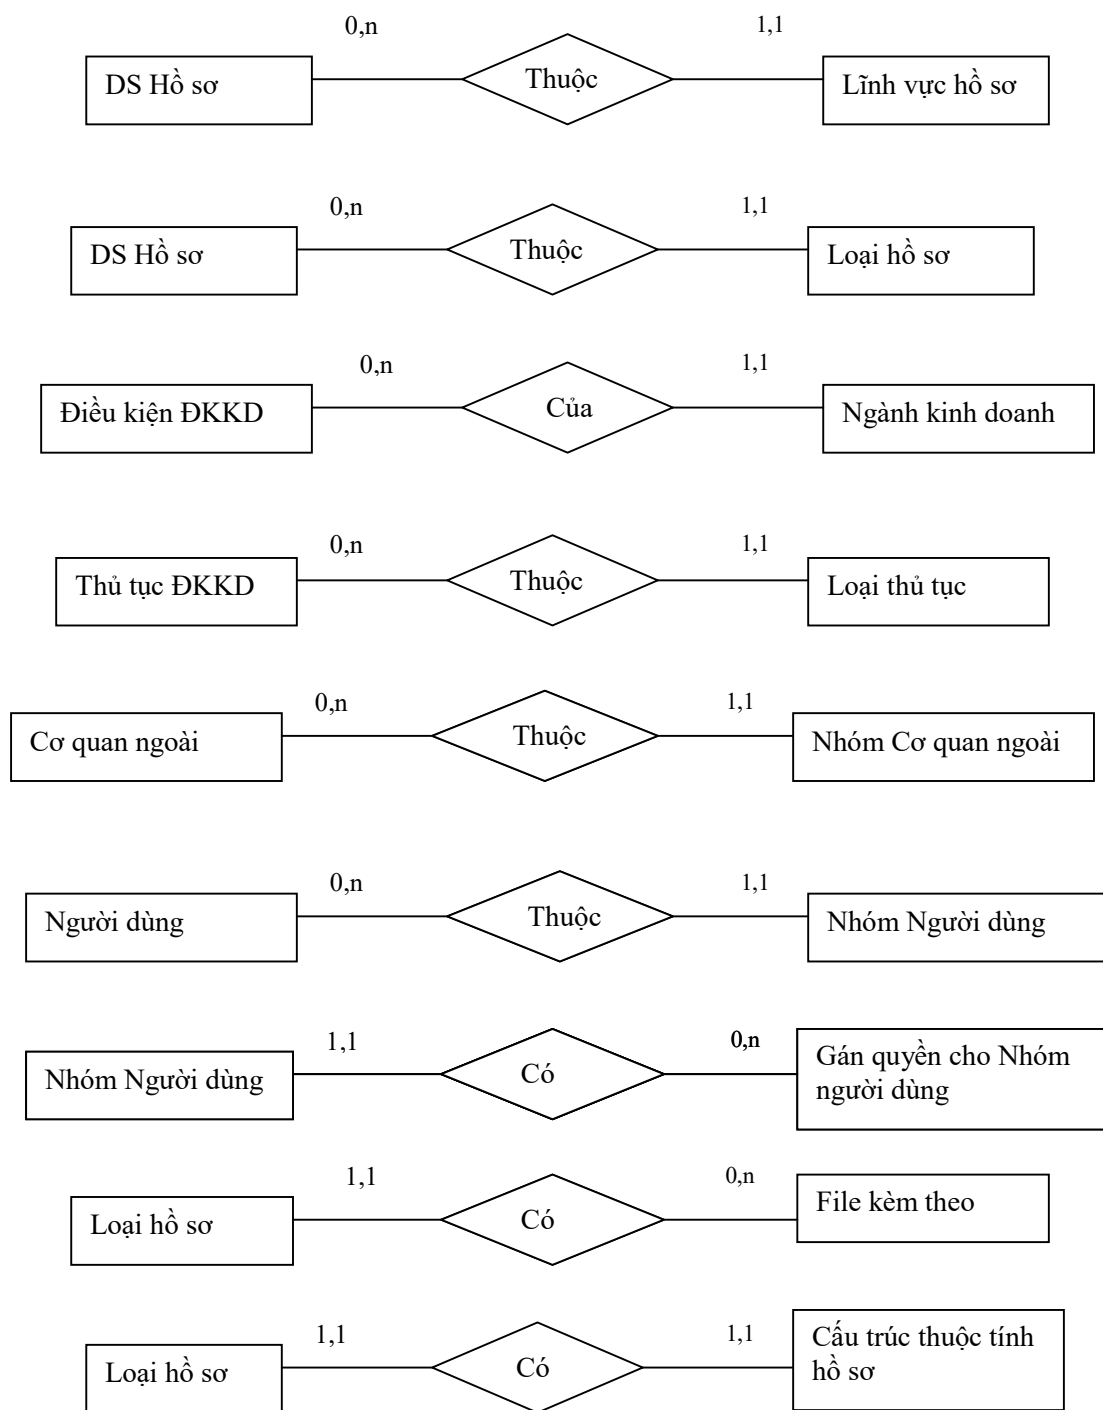 0,n
1,1
DS Hồ sơ
Thuộc
Lĩnh vực hồ sơ
0,n
1,1
DS Hồ sơ
Thuộc
Loại hồ sơ
0,n
1,1
Điều kiện ĐKKD
Của
Ngành kinh doanh
0,n
1,1
Thủ tục ĐKKD
Thuộc
Loại thủ tục
0,n
1,1
Cơ quan ngoài
Thuộc
Nhóm Cơ quan ngoài
0,n
1,1
Người dùng
Thuộc
Nhóm Người dùng
1,1
0,n
Nhóm Người dùng
Có
Gán quyền cho Nhóm
người dùng
1,1
0,n
Loại hồ sơ
Có
File kèm theo
1,1
1,1
Loại hồ sơ
Có
Cấu trúc thuộc tính
hồ sơ